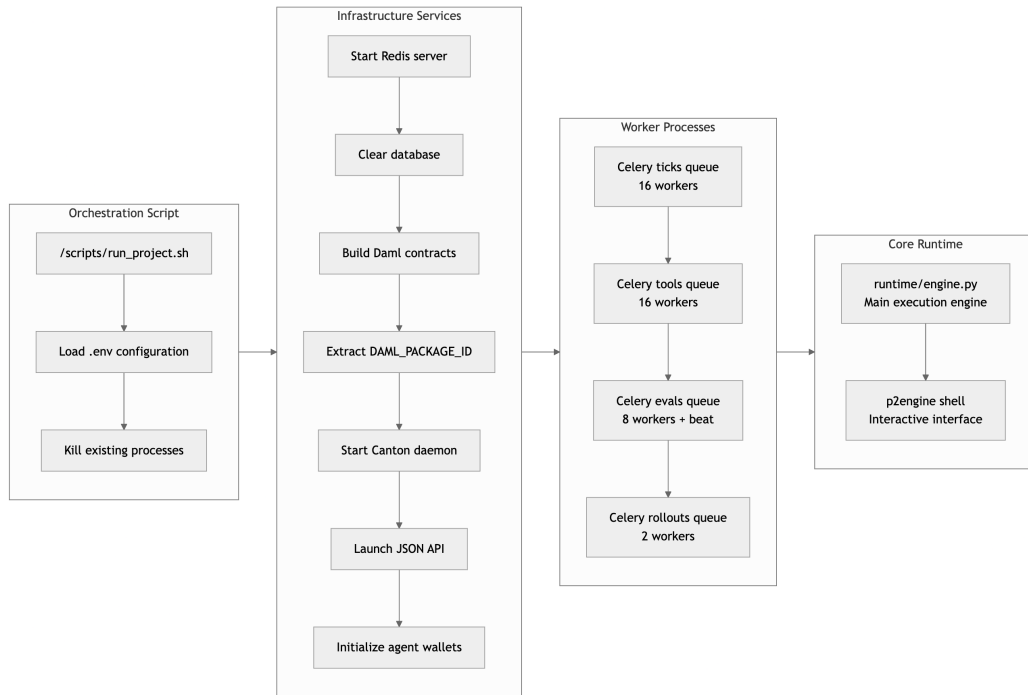 Orchestration Script
/scripts/run_project.sh
Load .env configuration
Kill existing processes
Infrastructure Services
Start Redis server
Clear database
Build Daml contracts
Extract DAML_PACKAGE_ID
Start Canton daemon
Launch JSON API
Initialize agent wallets
Worker Processes
Celery ticks queue
16 workers
Celery tools queue
16 workers
Celery evals queue
8 workers + beat
Celery rollouts queue
2 workers
Core Runtime
runtime/engine.py
Main execution engine
p2engine shell
Interactive interface